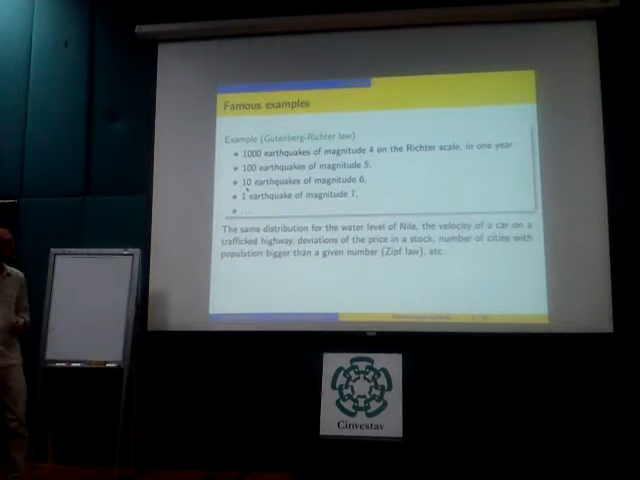 Famous examples
Example (Gutenberg-Richter law)
1000 earthquakes of magnitude 4 on the Richter scale, in one year
100 earthquakes of magnitude 5,
10 earthquakes of magnitude 6,
1 earthquake of magnitude 7,
...
The same distribution for the water level of Nile, the velocity of a car on a
trafficked highway, deviations of the price in a stock, number of cities with
population bigger than a given number (Zipf law), etc.
Cinvestav